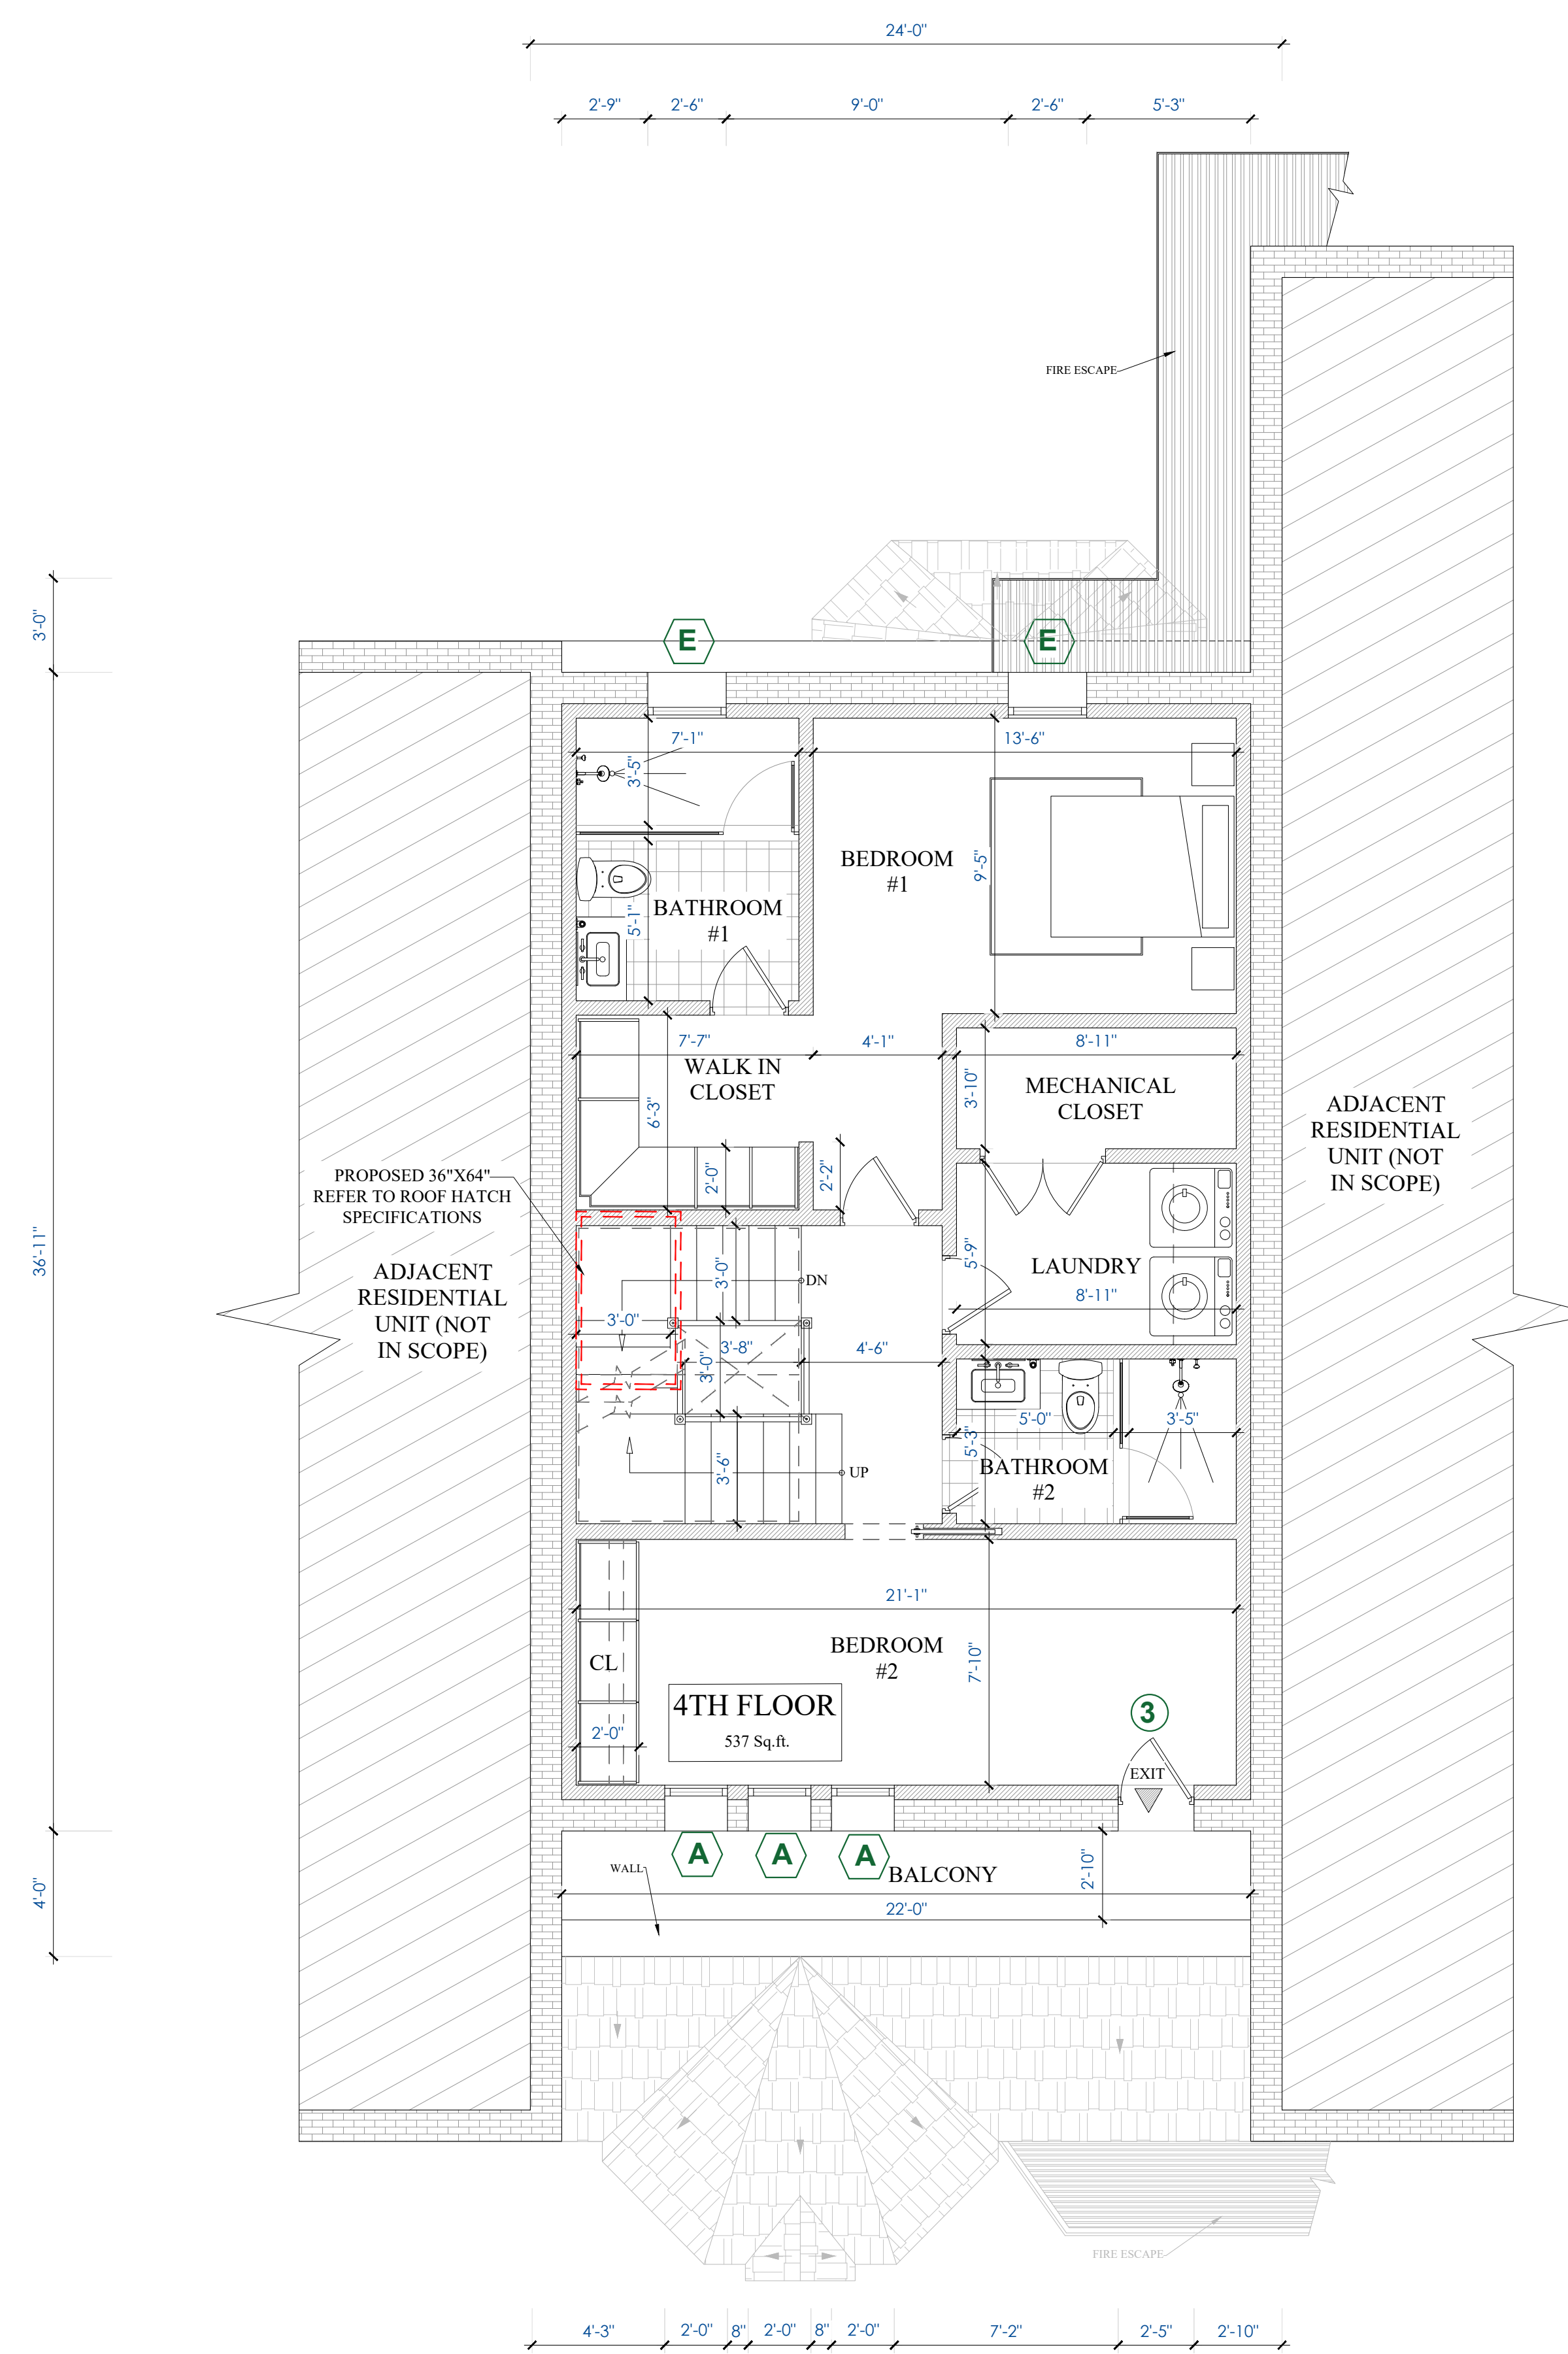 24'-0"
2'-9" 2'-6" 9'-0" 2'-6" 5'-3"
FIRE ESCAPE
3'-0"
E E
7'-1" 13'-6"
3'-5"
BEDROOM
#1
9'-5"
BATHROOM
#1
5'-1"
7'-7" 4'-1" 8'-11"
WALK IN
CLOSET
6'-3"
3'-10"
MECHANICAL
CLOSET
2'-0"
2'-2"
ADJACENT
RESIDENTIAL
UNIT (NOT
IN SCOPE)
PROPOSED 36"X64"
REFER TO ROOF HATCH
SPECIFICATIONS
36'-11"
ADJACENT
RESIDENTIAL
UNIT (NOT
IN SCOPE)
3'-0"
DN
5'-9"
LAUNDRY
8'-11"
3'-0"
3'-8"
3'-0"
4'-6"
5'-0" 3'-5"
5'-3"
BATHROOM
#2
3'-6"
UP
21'-1"
BEDROOM
#2
7'-10"
CL
2'-0"
4TH FLOOR
537 Sq.ft.
3
EXIT
A A A
BALCONY
WALL
2'-10"
22'-0"
4'-0"
FIRE ESCAPE
4'-3" 2'-0" 8" 2'-0" 8" 2'-0" 7'-2" 2'-5" 2'-10"